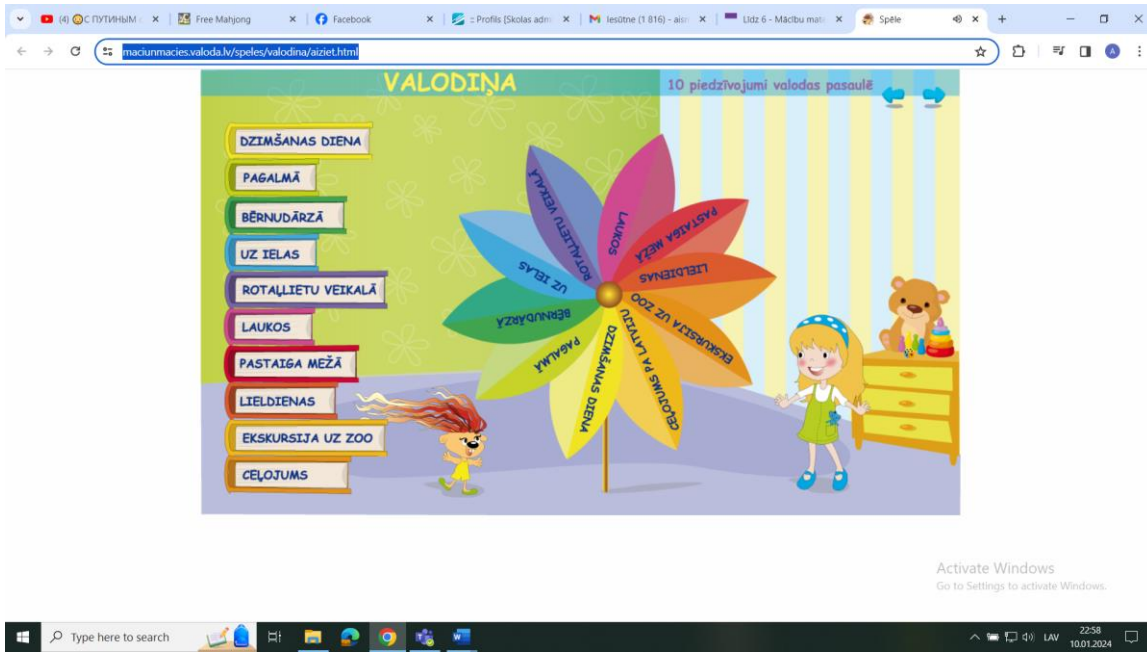 (4) 😳С ПУТИНЫМ с
Free Mahjong
Facebook
:: Profils [Skolas admi
Iesūtne (1 816) - aisn
Līdz 6 - Mācību mate
Spēle
maciunmacies.valoda.lv/speles/valodina/aiziet.html
A
VALODIŅA
10 piedzīvojumi valodas pasaulē
DZIMŠANAS DIENA
PAGALMĀ
BĒRNUDĀRZĀ
UZ IELAS
ROTAĻLIETU VEIKALĀ
LAUKOS
PASTAIGA MEŽĀ
LIELDIENAS
EKSKURSIJA UZ ZOO
CEĻOJUMS
ROTAĻLIETU VEIKALĀ
LAUKOS
PASTAIGA MEŽĀ
LIELDIENAS
EKSKURSIJA UZ ZOO
CEĻOJUMS PA LATVIJU
DZIMŠANAS DIENA
PAGALMĀ
BĒRNUDĀRZĀ
UZ IELAS
Activate Windows
Go to Settings to activate Windows.
Type here to search
LAV
22:58
10.01.2024